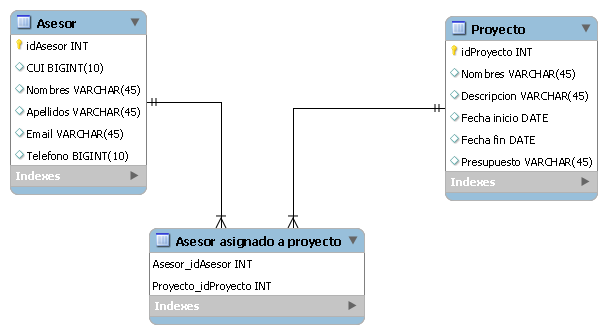 Asesor
idAsesor INT
CUI BIGINT(10)
Nombres VARCHAR(45)
Apellidos VARCHAR(45)
Email VARCHAR(45)
Telefono BIGINT(10)
Indexes
Proyecto
idProyecto INT
Nombres VARCHAR(45)
Descripcion VARCHAR(45)
Fecha inicio DATE
Fecha fin DATE
Presupuesto VARCHAR(45)
Indexes
Asesor asignado a proyecto
Asesor_idAsesor INT
Proyecto_idProyecto INT
Indexes